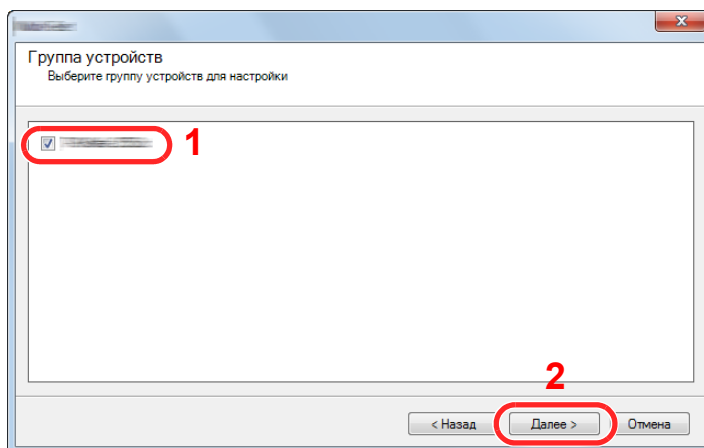 Группа устройств
Выберите группу устройств для настройки
1
2
< Назад
Далее >
Отмена